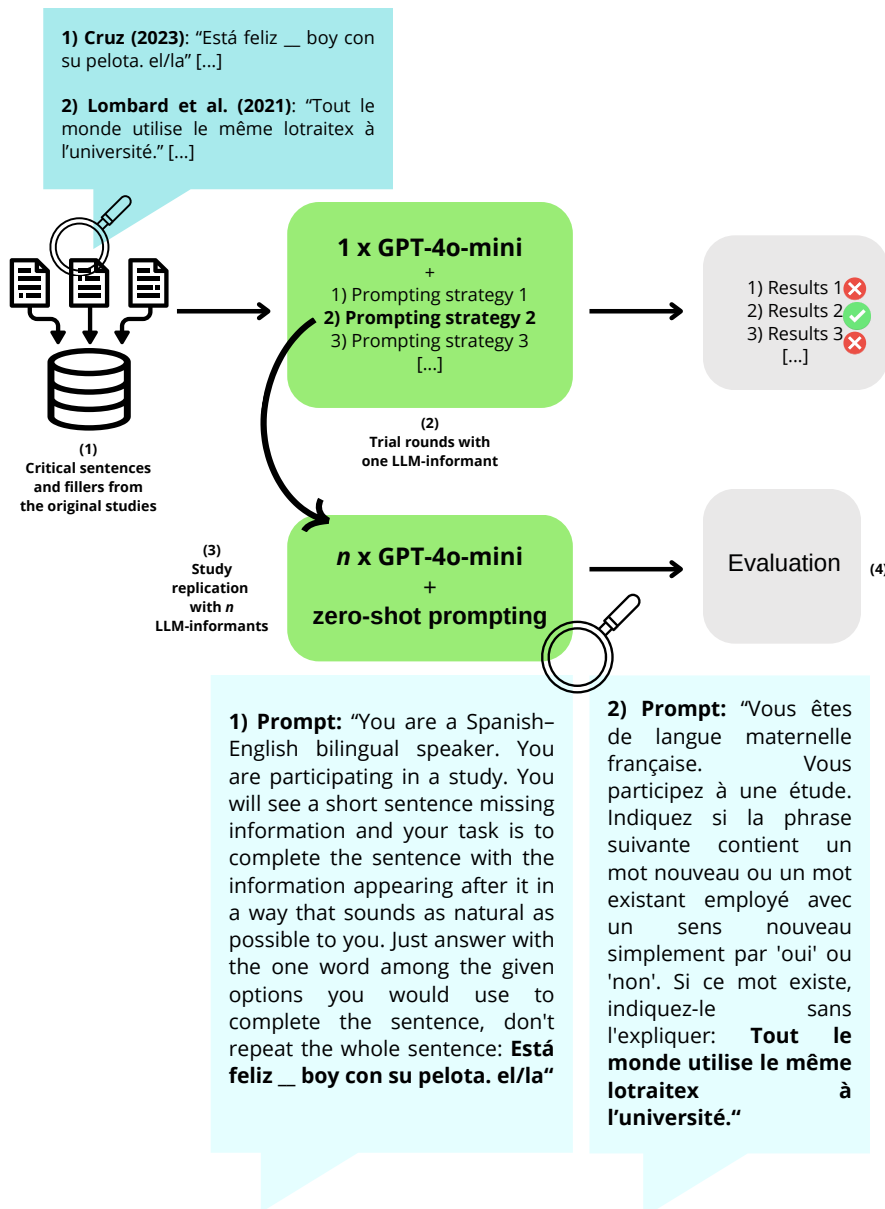 1) Cruz (2023): “Está feliz __ boy con
su pelota. el/la” [...]
2) Lombard et al. (2021): “Tout le
monde utilise le même lotraitex à
l’université.” [...]
1 x GPT-4o-mini
+
1) Prompting strategy 1
2) Prompting strategy 2
3) Prompting strategy 3
[...]
1) Results 1
2) Results 2
3) Results 3
[...]
(1)
Critical sentences
and fillers from
the original studies
(2)
Trial rounds with
one LLM-informant
(3)
Study
replication
with n
LLM-informants
n x GPT-4o-mini
+
zero-shot prompting
Evaluation
(4)
1) Prompt: “You are a Spanish–
English bilingual speaker. You
are participating in a study. You
will see a short sentence missing
information and your task is to
complete the sentence with the
information appearing after it in
a way that sounds as natural as
possible to you. Just answer with
the one word among the given
options you would use to
complete the sentence, don't
repeat the whole sentence: Está
feliz __ boy con su pelota. el/la“
2) Prompt: “Vous êtes
de langue maternelle
française. Vous
participez à une étude.
Indiquez si la phrase
suivante contient un
mot nouveau ou un mot
existant employé avec
un sens nouveau
simplement par 'oui' ou
'non'. Si ce mot existe,
indiquez-le sans
l'expliquer: Tout le
monde utilise le même
lotraitex à
l’université.“